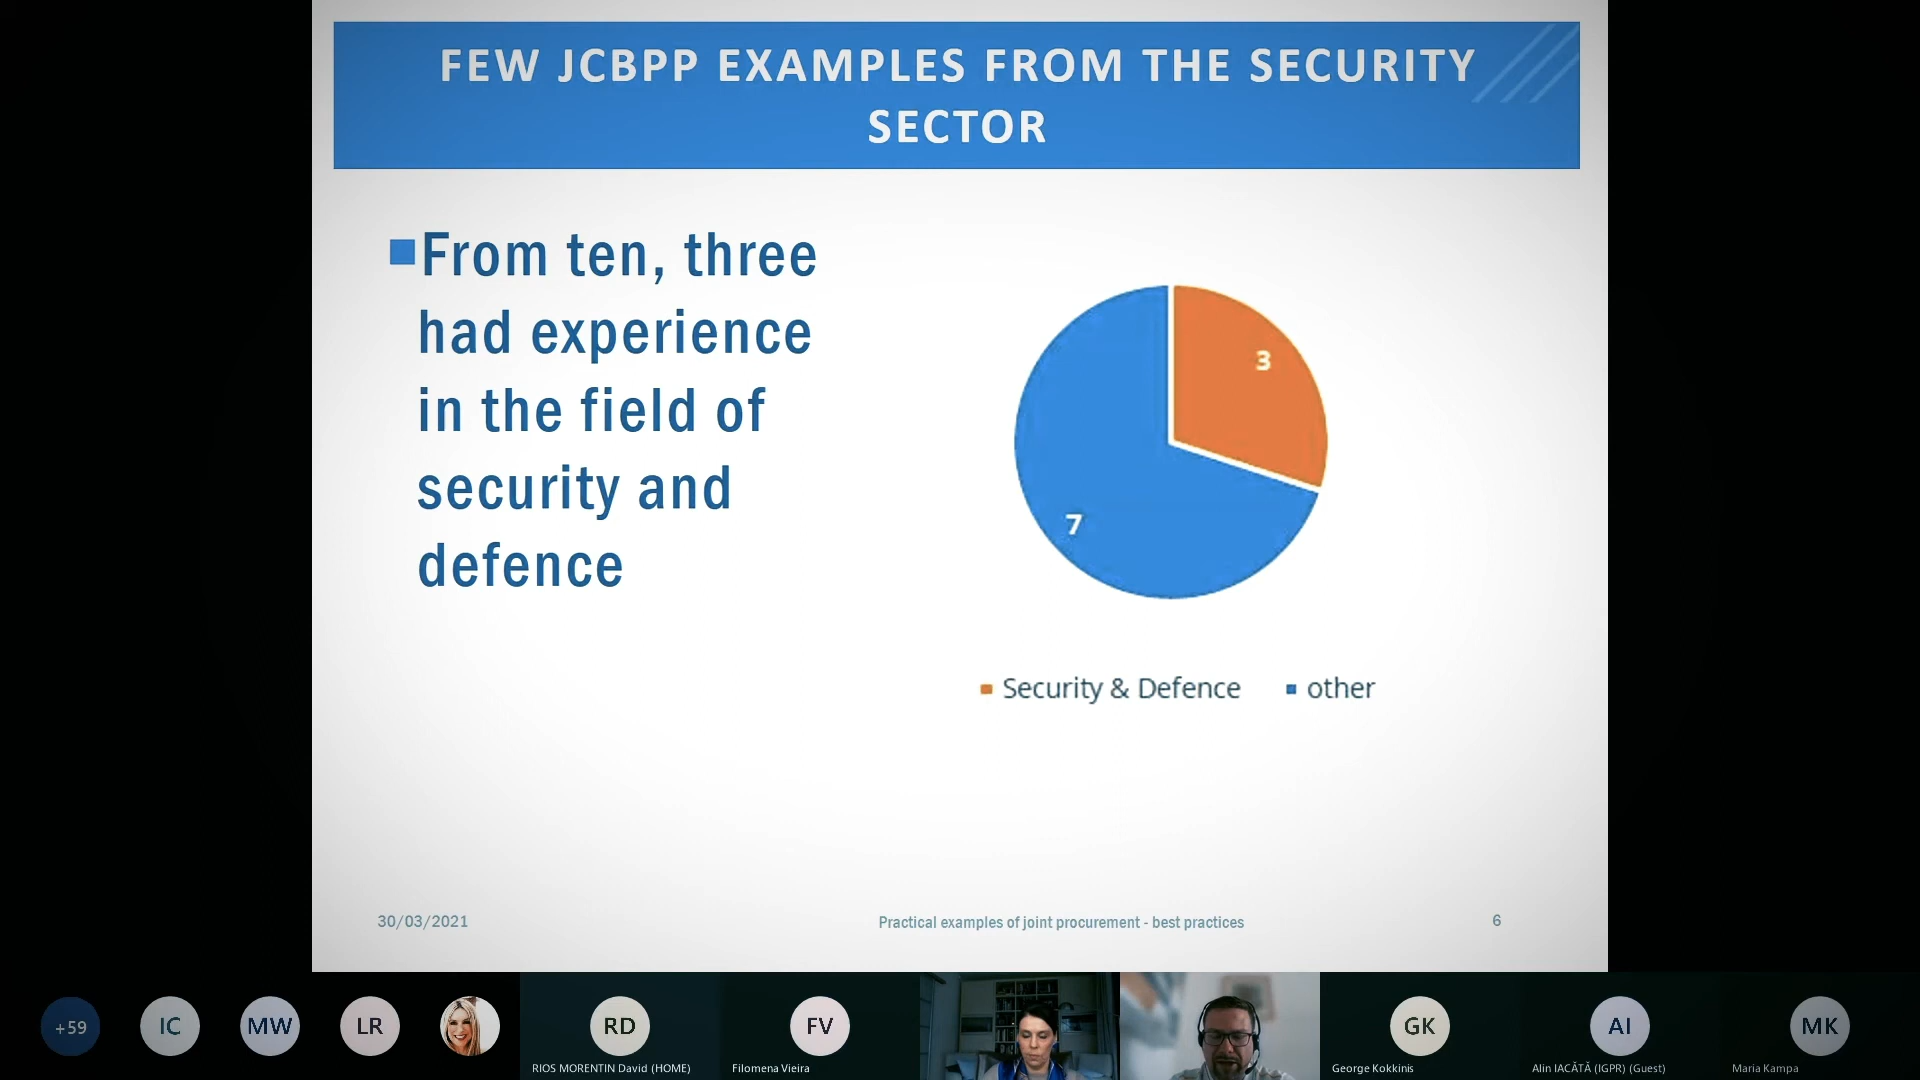 FEW JCBPP EXAMPLES FROM THE SECURITY
SECTOR
From ten, three
had experience
in the field of
security and
defence
3
7
Security & Defence
other
30/03/2021
Practical examples of joint procurement - best practices
6
+59
IC
MW
LR
RD
RIOS MORENTIN David (HOME)
FV
Filomena Vieira
GK
George Kokkinis
AI
Alin IACĂTĂ (IGPR) (Guest)
MK
Maria Kampa